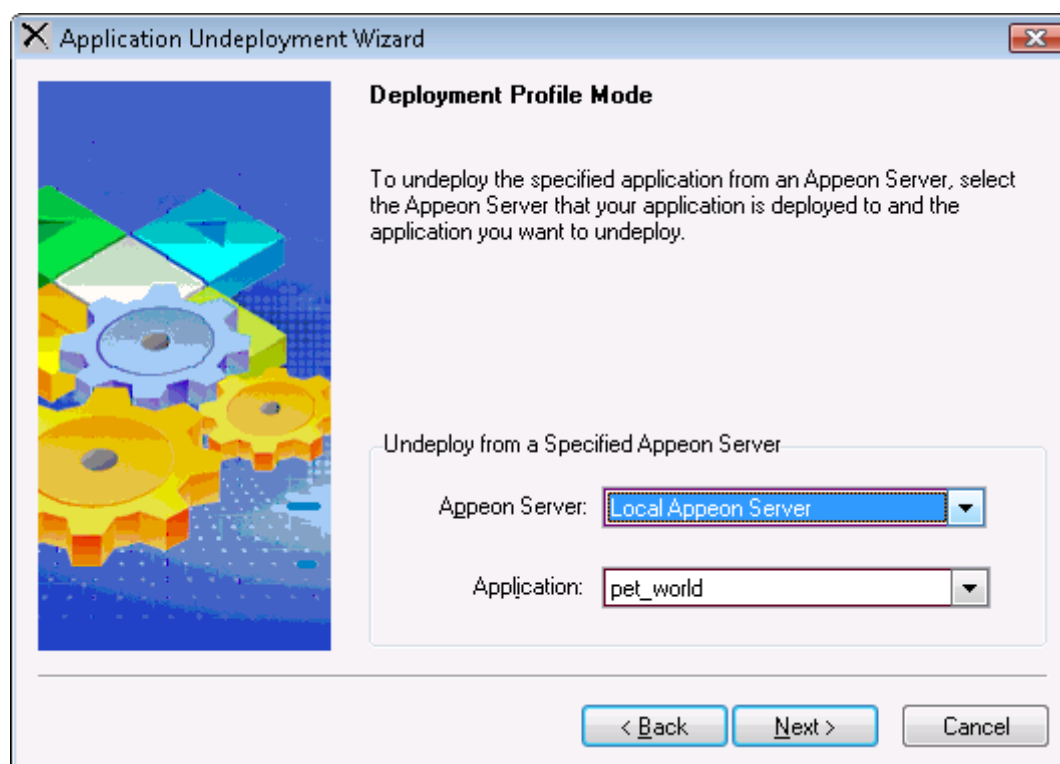 Application Undeployment Wizard
Deployment Profile Mode
To undeploy the specified application from an Appeon Server, select
the Appeon Server that your application is deployed to and the
application you want to undeploy.
Undeploy from a Specified Appeon Server
Appeon Server: Local Appeon Server
Application: pet_world
< Back Next > Cancel